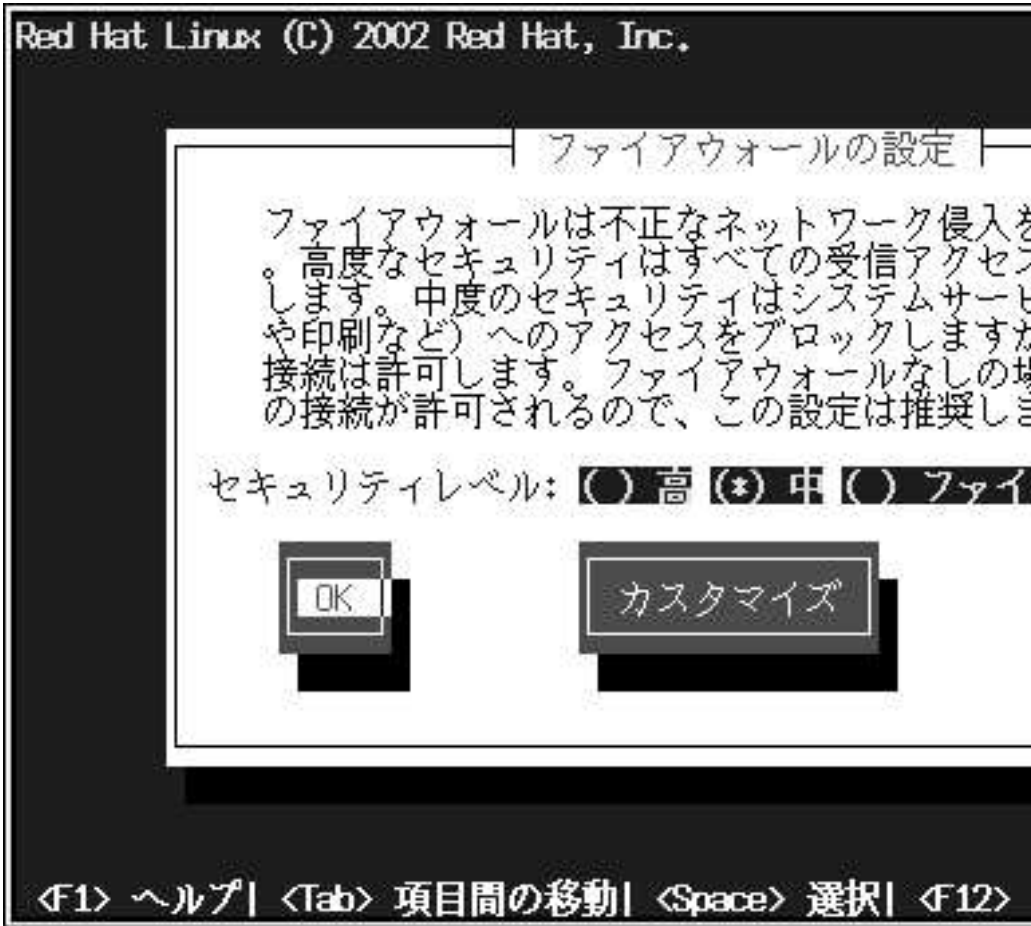 Red Hat Linux (C) 2002 Red Hat, Inc.
ファイアウォールの設定
ファイアウォールは不正なネットワーク侵入を
。高度なセキュリティはすべての受信アクセス
します。中度のセキュリティはシステムサー
や印刷など）へのアクセスをブロックしますが
接続は許可します。ファイアウォールなしの場
の接続が許可されるので、この設定は推奨しま
セキュリティレベル: ( ) 高 (*) 中 ( ) ファイ
OK
カスタマイズ
<F1> ヘルプ| <Tab> 項目間の移動| <Space> 選択| <F12>